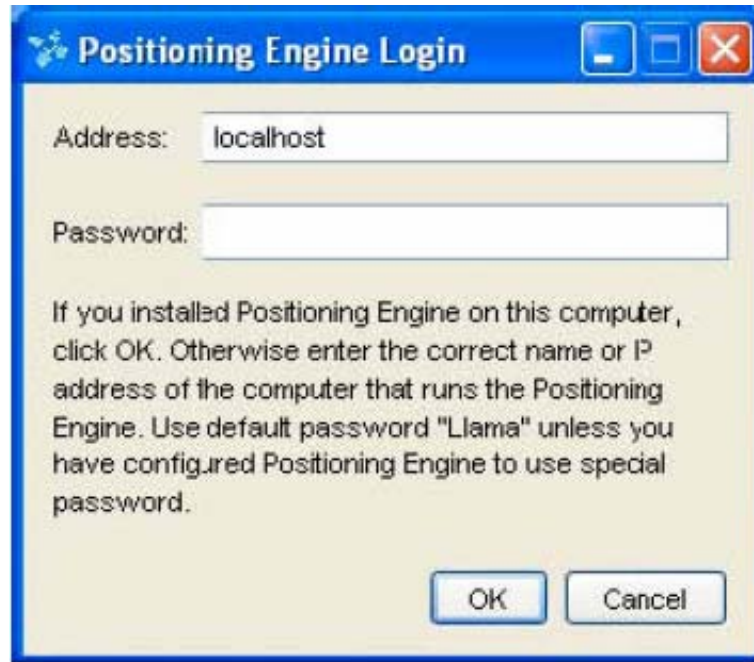 Positioning Engine Login
Address: localhost
Password:
If you installed Positioning Engine on this computer,
click OK. Otherwise enter the correct name or IP
address of the computer that runs the Positioning
Engine. Use default password "Llama" unless you
have configured Positioning Engine to use special
password.
OK Cancel